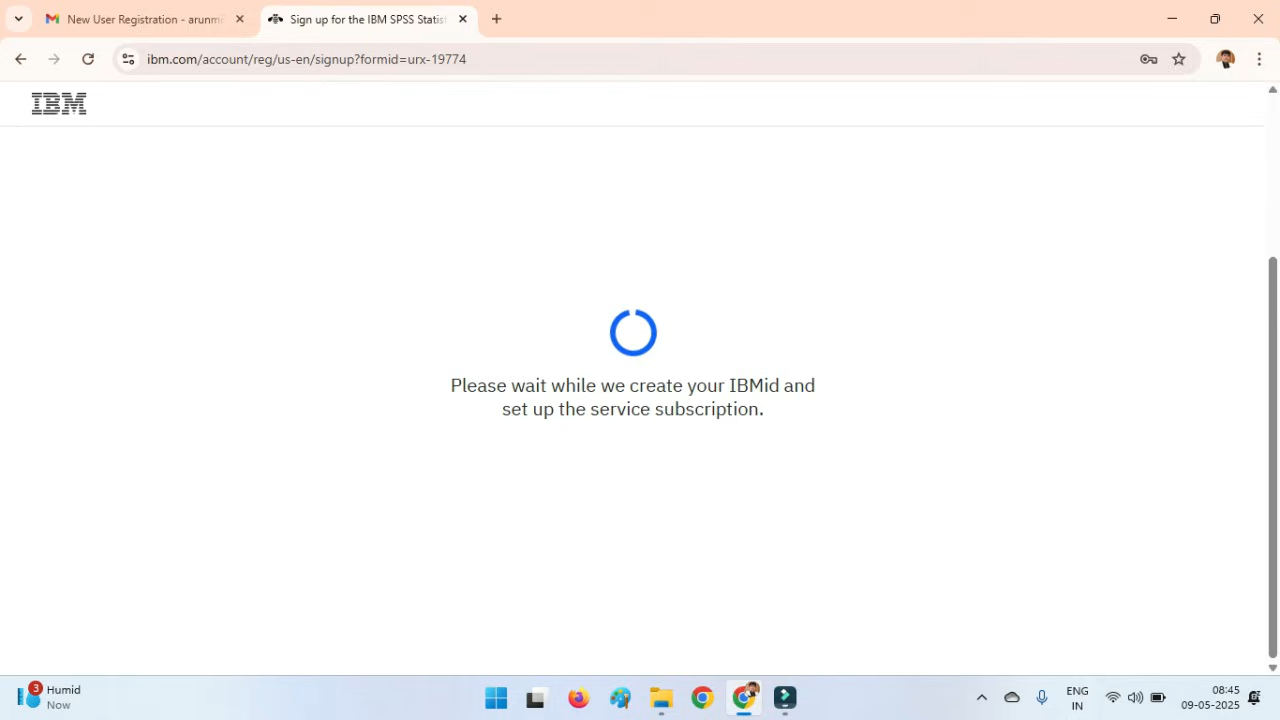 New User Registration - arunm
Sign up for the IBM SPSS Statis
ibm.com/account/reg/us-en/signup?formid=urx-19774
IBM
Please wait while we create your IBMid and
set up the service subscription.
3
Humid
Now
ENG
IN
08:45
09-05-2025